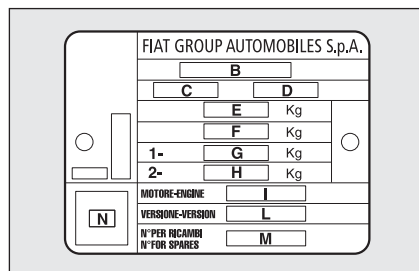 FIAT GROUP AUTOMOBILES S.p.A.
B
C D
E Kg
F Kg
1- G Kg
2- H Kg
MOTORE-ENGINE I
VERSIONE-VERSION L
N°PER RICAMBI
N°FOR SPARES M
N